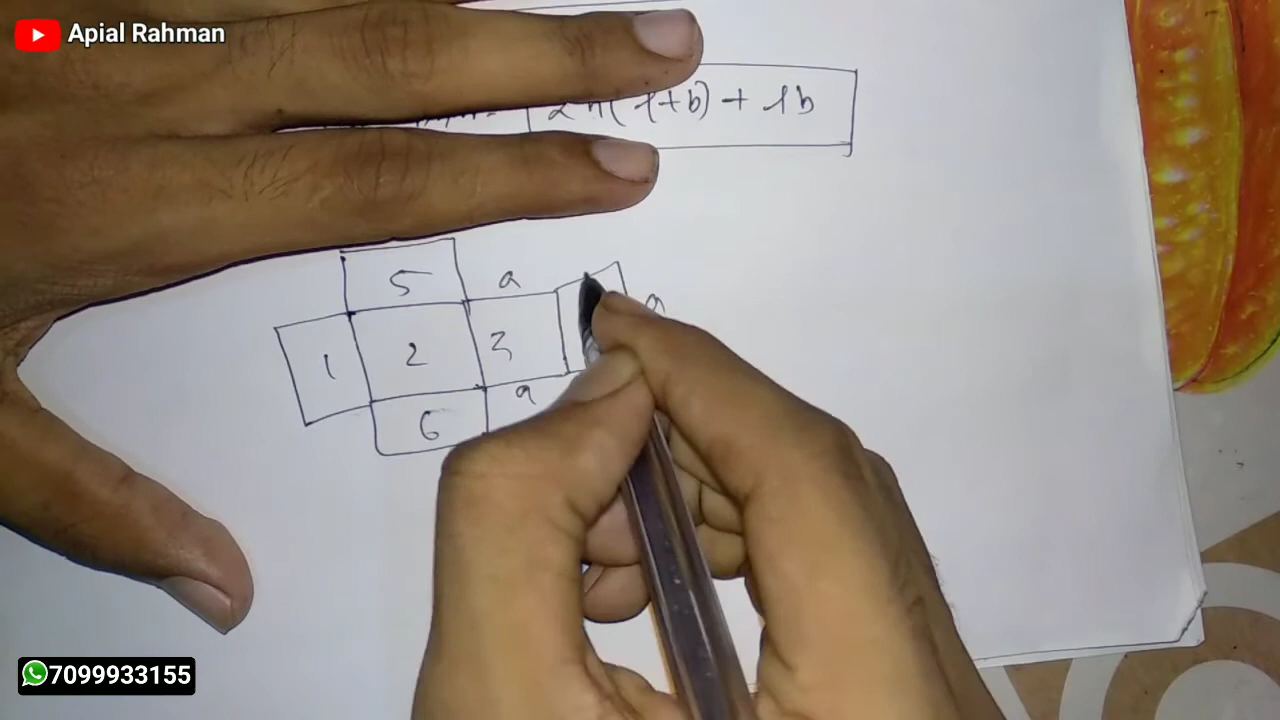 Apial Rahman
2h(l+b) + lb
5 a
a
1 2 3
a
6
7099933155